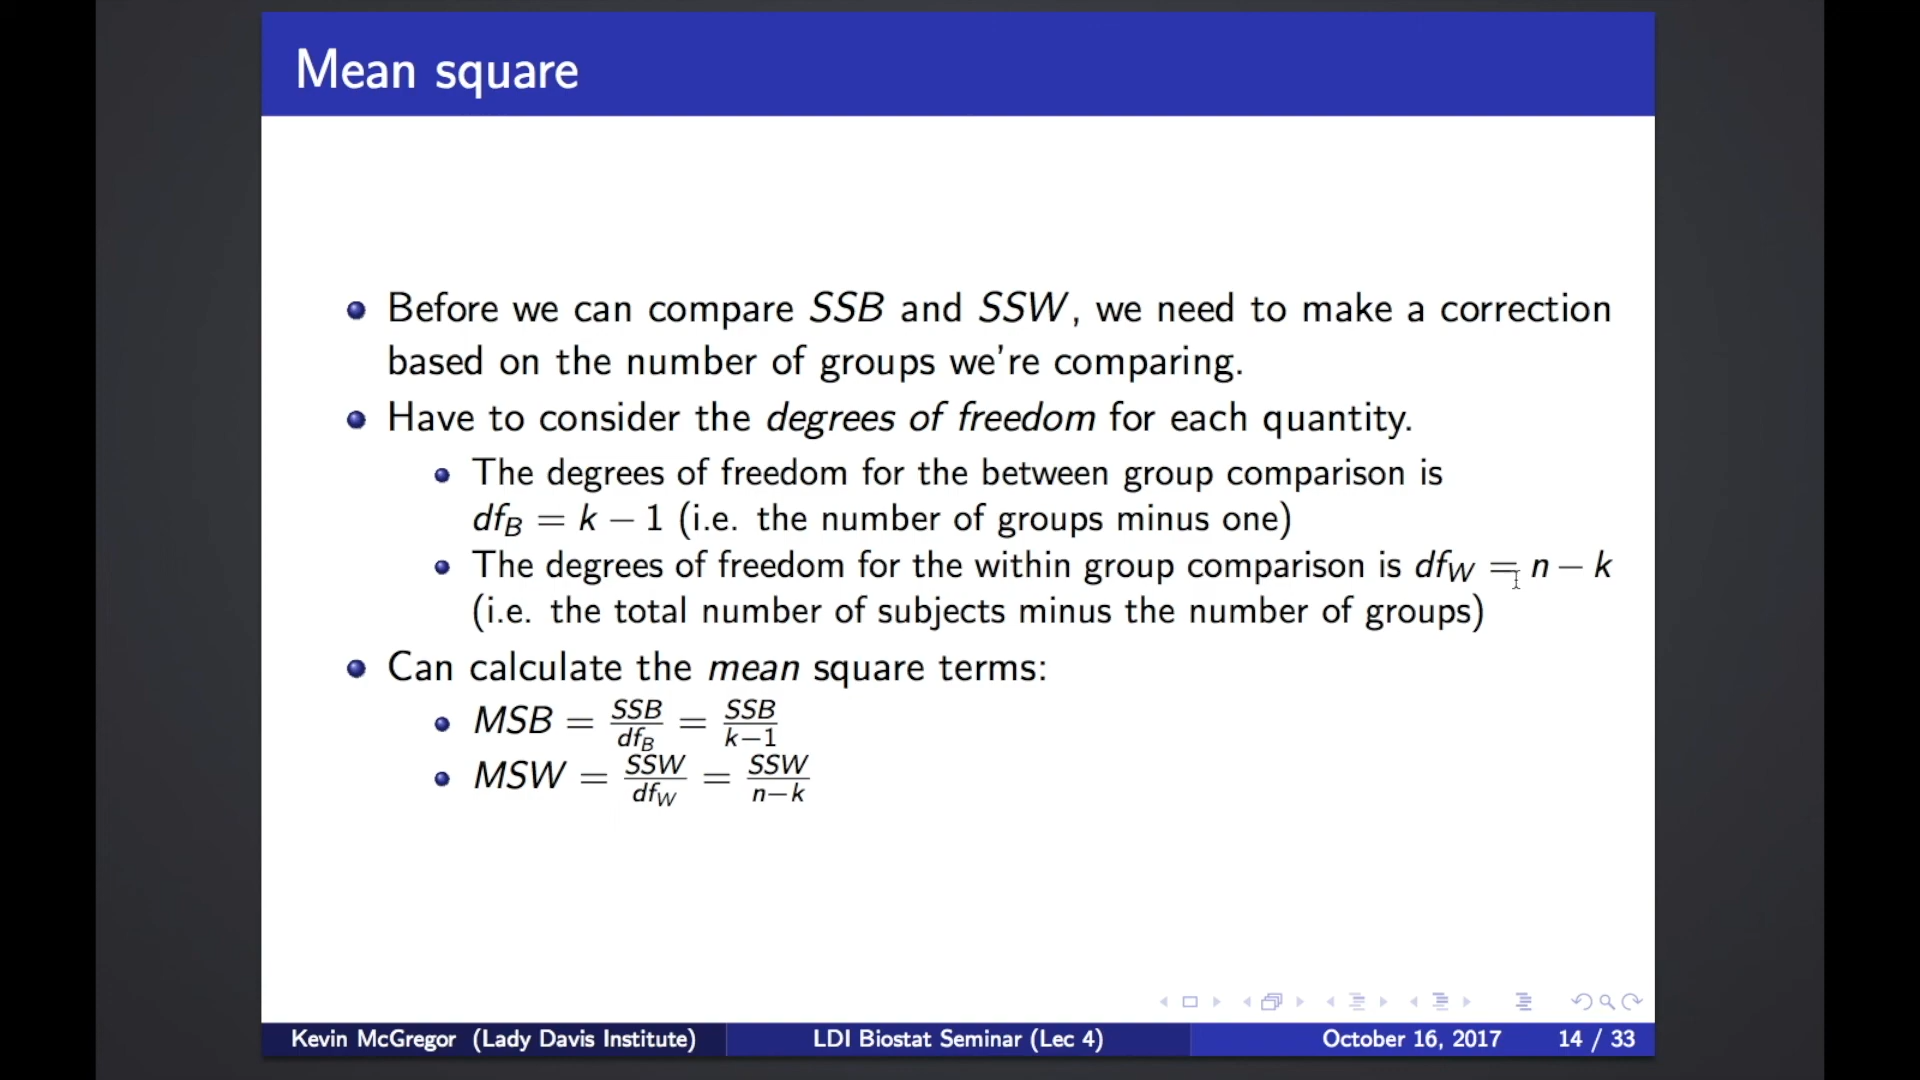 Mean square
Before we can compare SSB and SSW, we need to make a correction
based on the number of groups we're comparing.
Have to consider the degrees of freedom for each quantity.
The degrees of freedom for the between group comparison is
df_B = k − 1 (i.e. the number of groups minus one)
The degrees of freedom for the within group comparison is df_W = n − k
(i.e. the total number of subjects minus the number of groups)
Can calculate the mean square terms:
MSB = SSB/df_B = SSB/k−1
MSW = SSW/df_W = SSW/n−k
Kevin McGregor (Lady Davis Institute) LDI Biostat Seminar (Lec 4) October 16, 2017 14 / 33